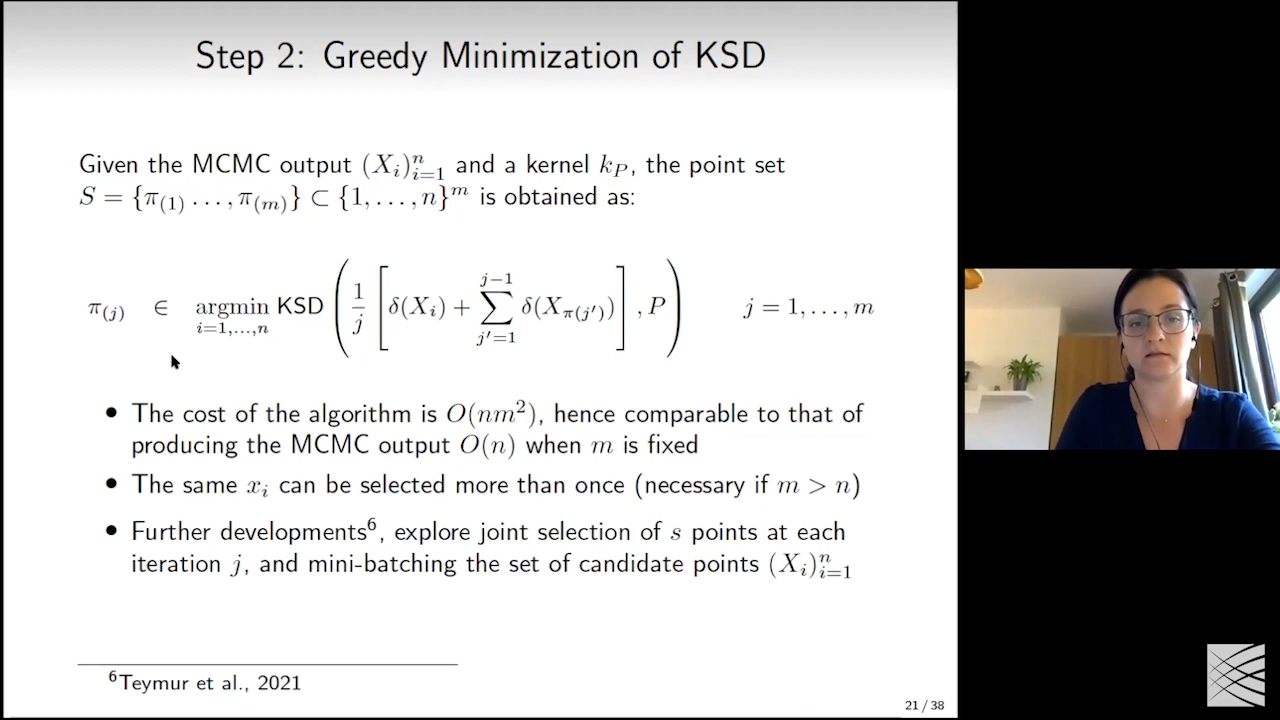 Step 2: Greedy Minimization of KSD
Given the MCMC output $(X_i)_{i=1}^n$ and a kernel $k_P$, the point set
$S = \{\pi_{(1)} \ldots, \pi_{(m)}\} \subset \{1, \ldots, n\}^m$ is obtained as:
$\pi_{(j)} \in \underset{i=1,\ldots,n}{\operatorname{argmin}} \, \mathsf{KSD} \left( \frac{1}{j} \left[ \delta(X_i) + \sum_{j'=1}^{j-1} \delta(X_{\pi(j')}) \right], P \right) \quad j = 1, \ldots, m$
• The cost of the algorithm is $O(nm^2)$, hence comparable to that of
producing the MCMC output $O(n)$ when $m$ is fixed
• The same $x_i$ can be selected more than once (necessary if $m > n$)
• Further developments$^6$, explore joint selection of $s$ points at each
iteration $j$, and mini-batching the set of candidate points $(X_i)_{i=1}^n$
$^6$Teymur et al., 2021
21 / 38